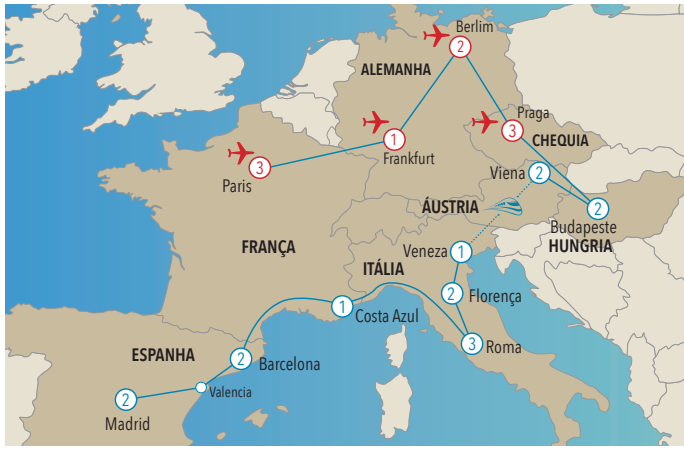 Berlim
2
ALEMANHA
Praga
3
CHEQUIA
1
Frankfurt
3
Paris
Viena
2
ÁUSTRIA
2
Budapeste
HUNGRIA
FRANÇA
Veneza
1
ITÁLIA
2
Florença
1
Costa Azul
3
Roma
ESPANHA
2
Barcelona
Valencia
2
Madrid